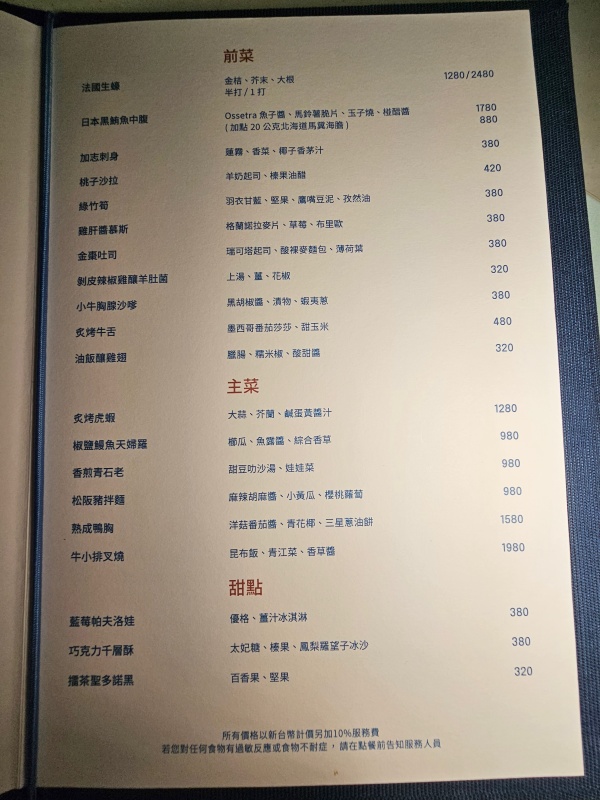 前菜
法國生蠔 金桔、芥末、大根 1280/2480
半打/1打
日本黑鮪魚中腹 Ossetra 魚子醬、馬鈴薯脆片、玉子燒、椪醋醬 1780
(加點 20 公克北海道馬糞海膽) 880
加志刺身 蓮霧、香菜、椰子香茅汁 380
桃子沙拉 羊奶起司、榛果油醋 420
綠竹筍 羽衣甘藍、堅果、鷹嘴豆泥、孜然油 380
雞肝醬慕斯 格蘭諾拉麥片、草莓、布里歐 380
金棗吐司 瑞可塔起司、酸裸麥麵包、薄荷葉 380
剝皮辣椒雞釀羊肚菌 上湯、薑、花椒 320
小牛胸腺沙嗲 黑胡椒醬、漬物、蝦夷蔥 380
炙烤牛舌 墨西哥番茄莎莎、甜玉米 480
油飯釀雞翅 臘腸、糯米椒、酸甜醬 320
主菜
炙烤虎蝦 大蒜、芥蘭、鹹蛋黃醬汁 1280
椒鹽鰻魚天婦羅 櫛瓜、魚露醬、綜合香草 980
香煎青石老 甜豆叻沙湯、娃娃菜 980
松阪豬拌麵 麻辣胡麻醬、小黃瓜、櫻桃蘿蔔 980
熟成鴨胸 洋菇番茄醬、青花椰、三星蔥油餅 1580
牛小排叉燒 昆布飯、青江菜、香草醬 1980
甜點
藍莓帕夫洛娃 優格、薑汁冰淇淋 380
巧克力千層酥 太妃糖、榛果、鳳梨羅望子冰沙 380
擂茶聖多諾黑 百香果、堅果 320
所有價格以新台幣計價另加10%服務費
若您對任何食物有過敏反應或食物不耐症，請在點餐前告知服務人員